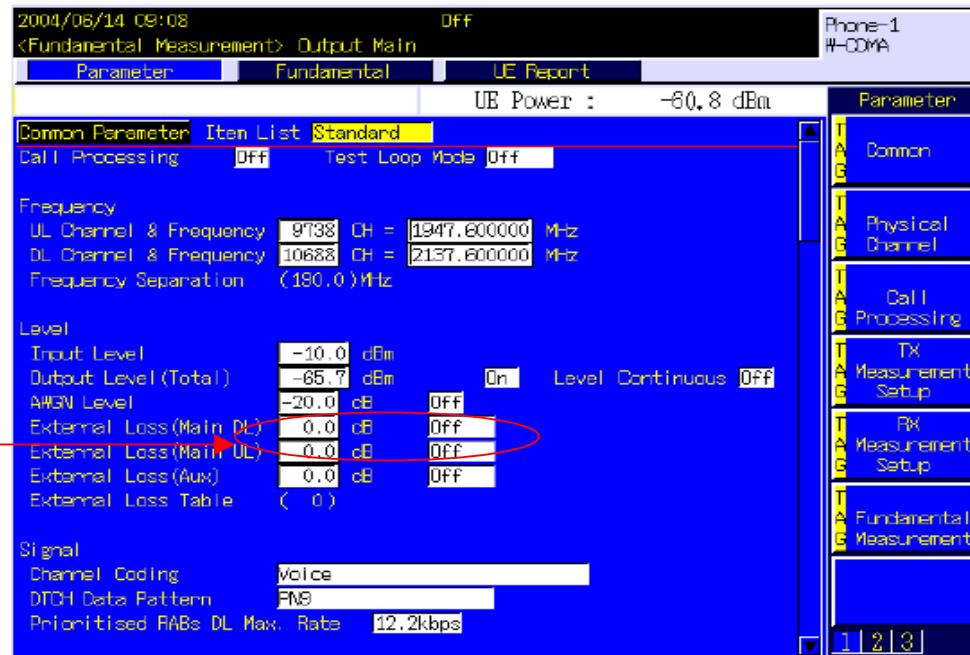 2004/06/14 09:08 Off
<Fundamental Measurement> Output Main
Phone-1
W-CDMA
Parameter Fundamental UE Report
UE Power : -60.8 dBm
Common Parameter Item List Standard
Call Processing Off Test Loop Mode Off
Frequency
UL Channel & Frequency 9738 CH = 1947.600000 MHz
DL Channel & Frequency 10688 CH = 2137.600000 MHz
Frequency Separation (190.0)MHz
Level
Input Level -10.0 dBm
Output Level(Total) -65.7 dBm On Level Continuous Off
AWGN Level -20.0 dB Off
External Loss(Main DL) 0.0 dB Off
External Loss(Main UL) 0.0 dB Off
External Loss(Aux) 0.0 dB Off
External Loss Table ( 0)
Signal
Channel Coding Voice
DTCH Data Pattern PN9
Prioritised RABs DL Max. Rate 12.2kbps
Parameter
TAG Common
TAG Physical
Channel
TAG Call
Processing
TAG TX
Measurement
Setup
TAG RX
Measurement
Setup
TAG Fundamental
Measurement
1 2 3